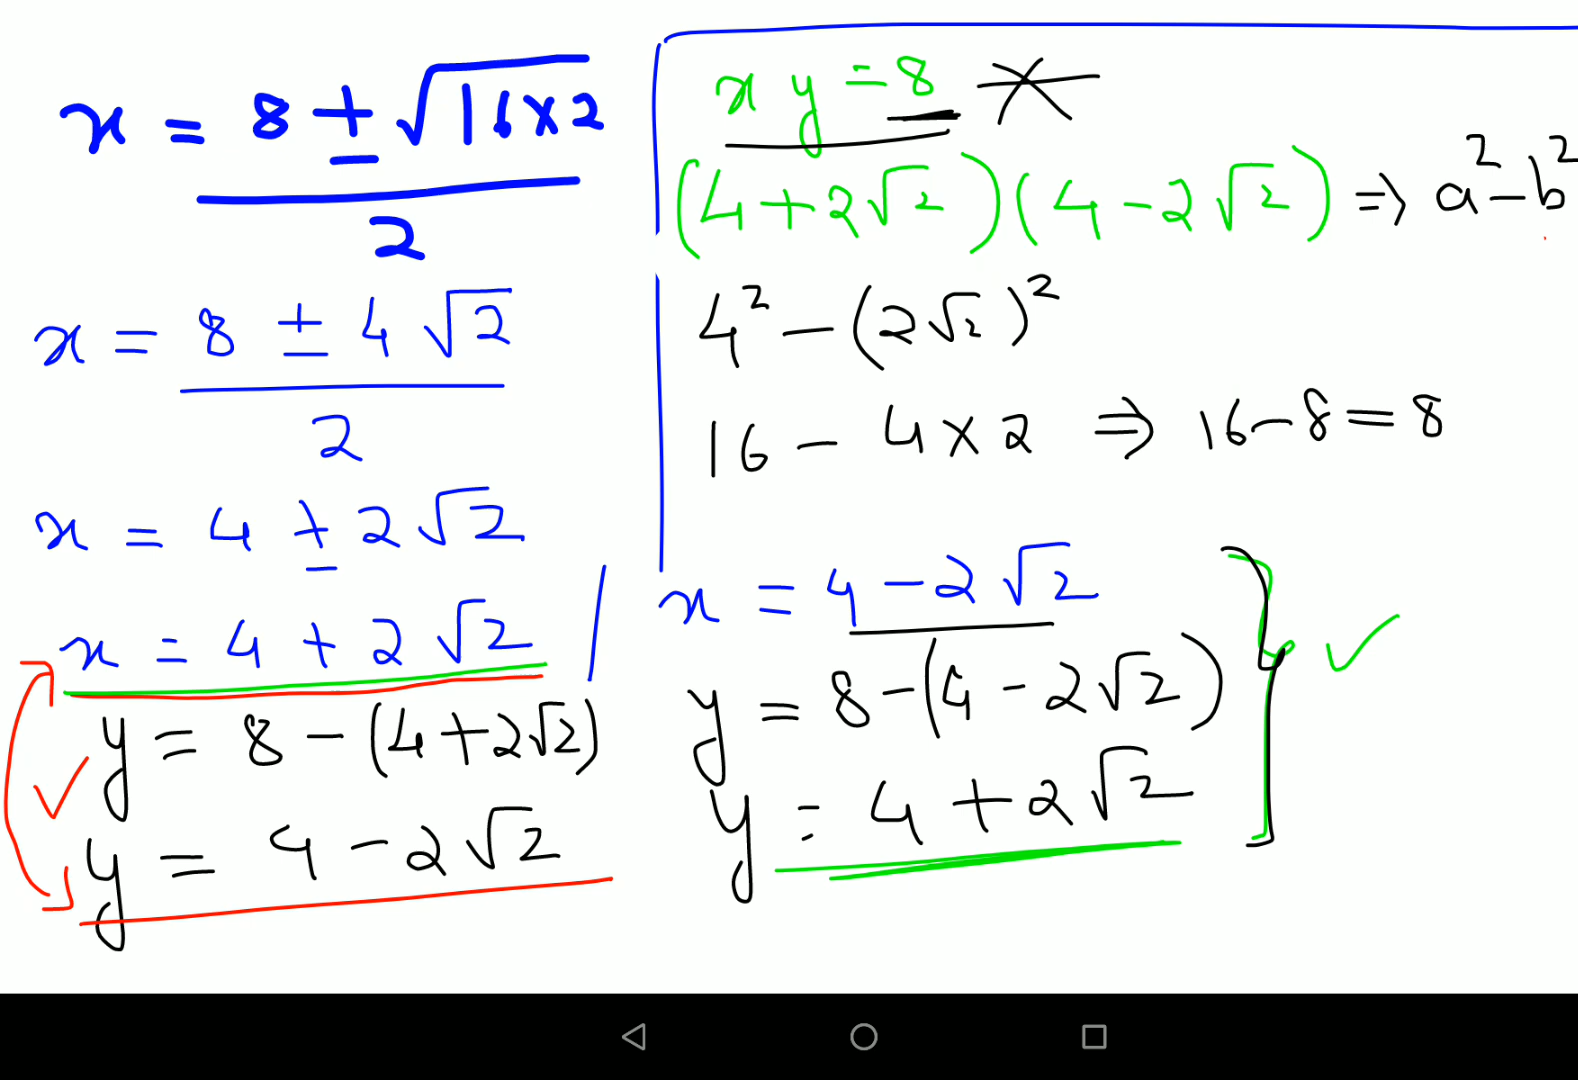 x = 8 ± √16×2
2
x = 8 ± 4 √2
2
x = 4 ± 2 √2
x = 4 + 2 √2
y = 8 - (4+2√2)
y = 4 - 2√2
x y = 8
(4+2√2)(4-2√2) ⇒ a²-b²
4² - (2√2)²
16 - 4×2 ⇒ 16-8=8
x = 4-2√2
y = 8-(4-2√2)
y = 4+2√2